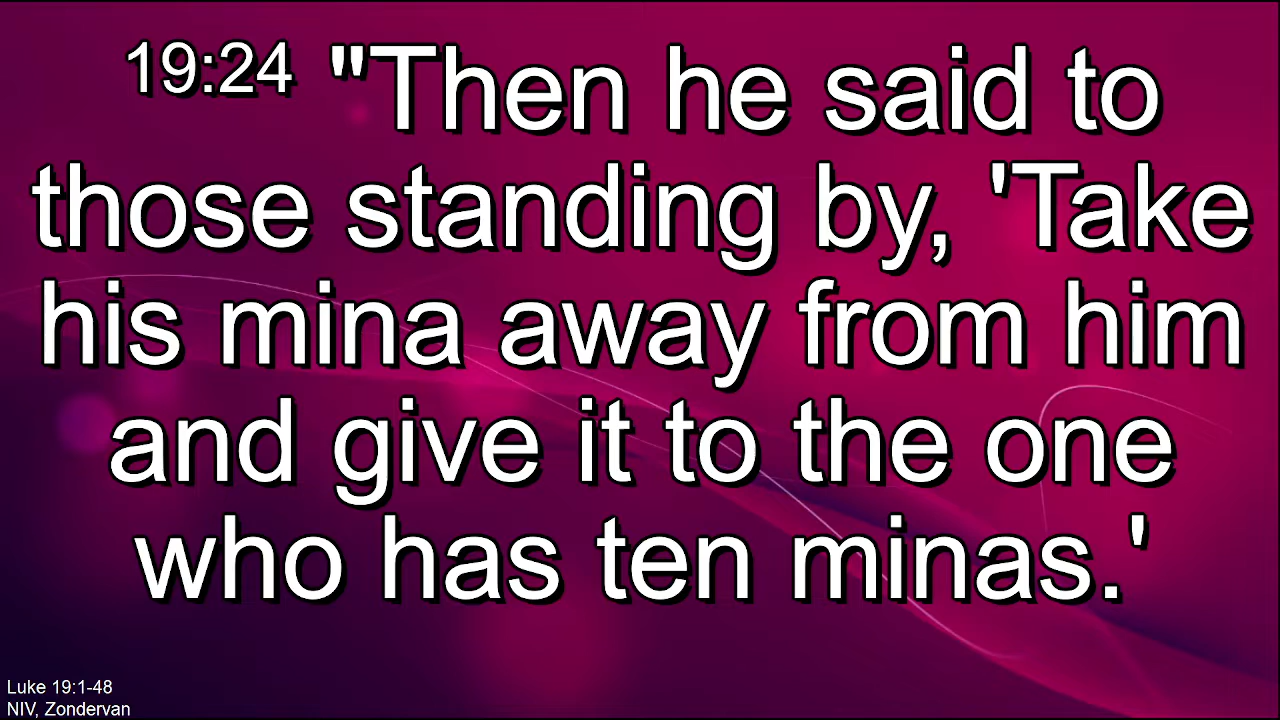 19:24 "Then he said to
those standing by, 'Take
his mina away from him
and give it to the one
who has ten minas.'
Luke 19:1-48
NIV, Zondervan